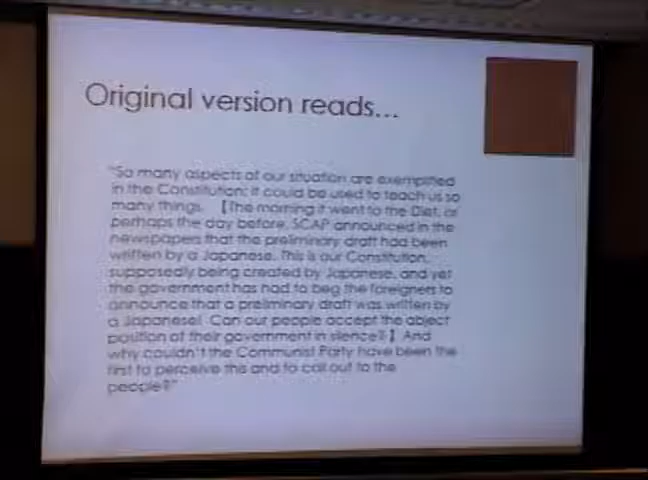 Original version reads...
"So many aspects of our situation are exemplified
in the Constitution; it could be used to teach us so
many things. 【The morning it went to the Diet, or
perhaps the day before, SCAP announced in the
newspapers that the preliminary draft had been
written by a Japanese. This is our Constitution,
supposedly being created by Japanese, and yet
the government has had to beg the foreigners to
announce that a preliminary draft was written by
a Japanese! Can our people accept the abject
position of their government in silence?】 And
why couldn't the Communist Party have been the
first to perceive this and to call out to the
people?"